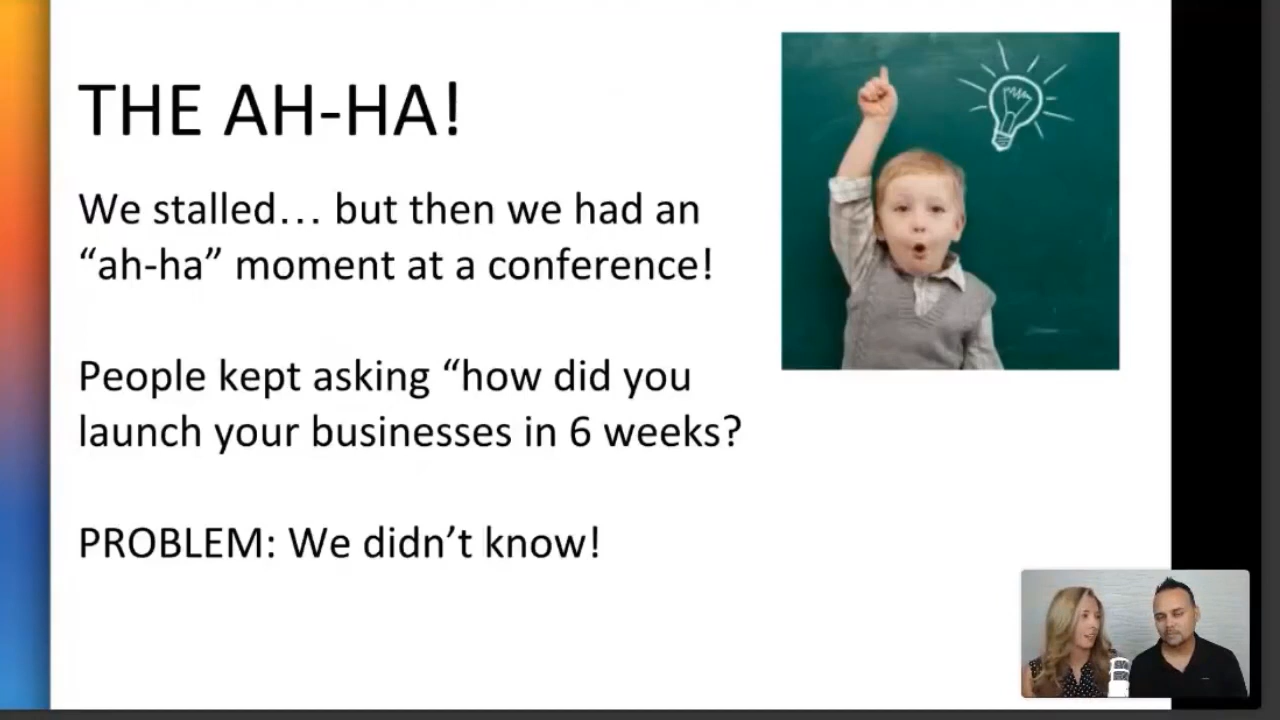 THE AH-HA!
We stalled… but then we had an
“ah-ha” moment at a conference!
People kept asking “how did you
launch your businesses in 6 weeks?
PROBLEM: We didn’t know!